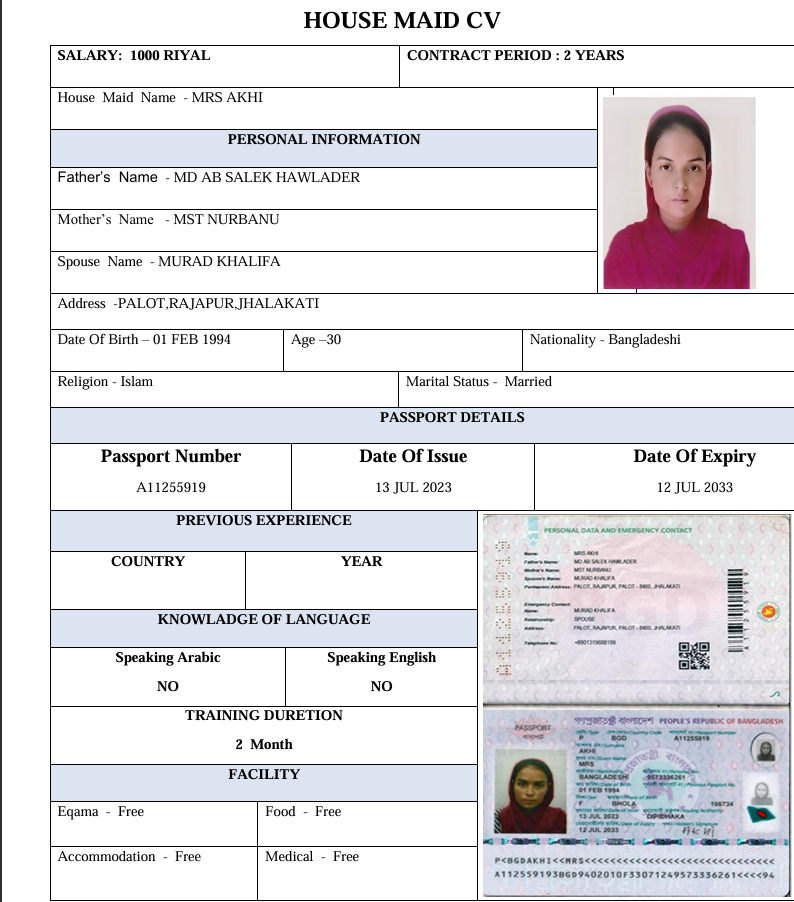 HOUSE MAID CV
SALARY: 1000 RIYAL
CONTRACT PERIOD : 2 YEARS
House Maid Name - MRS AKHI
PERSONAL INFORMATION
Father's Name - MD AB SALEK HAWLADER
Mother's Name - MST NURBANU
Spouse Name - MURAD KHALIFA
Address -PALOT,RAJAPUR,JHALAKATI
Date Of Birth – 01 FEB 1994
Age –30
Nationality - Bangladeshi
Religion - Islam
Marital Status - Married
PASSPORT DETAILS
Passport Number
Date Of Issue
Date Of Expiry
A11255919
13 JUL 2023
12 JUL 2033
PREVIOUS EXPERIENCE
COUNTRY
YEAR
KNOWLADGE OF LANGUAGE
Speaking Arabic
Speaking English
NO
NO
TRAINING DURETION
2 Month
FACILITY
Eqama - Free
Food - Free
Accommodation - Free
Medical - Free
PERSONAL DATA AND EMERGENCY CONTACT
Name: MRS AKHI
Father's Name: MD AB SALEK HAWLADER
Mother's Name: MST NURBANU
Spouse's Name: MURAD KHALIFA
Permanent Address: PALOT, RAJAPUR, PALOT - 8400, JHALAKATI
Emergency Contact:
Name: MURAD KHALIFA
Relationship: SPOUSE
Address: PALOT, RAJAPUR, PALOT - 8400, JHALAKATI
Telephone No:
গণপ্রজাতন্ত্রী বাংলাদেশ PEOPLE'S REPUBLIC OF BANGLADESH
PASSPORT
পাসপোর্ট
P BGD A11255919
AKHI
MRS
BANGLADESHI 9573336261
01 FEB 1994
F BHOLA 166734
13 JUL 2023 DIP/DHAKA
12 JUL 2033
P<BGDAKHI<<MRS<<<<<<<<<<<<<<<<<<<<<<<<<<<<<<
A112559193BGD9402010F33071249573336261<<<<94